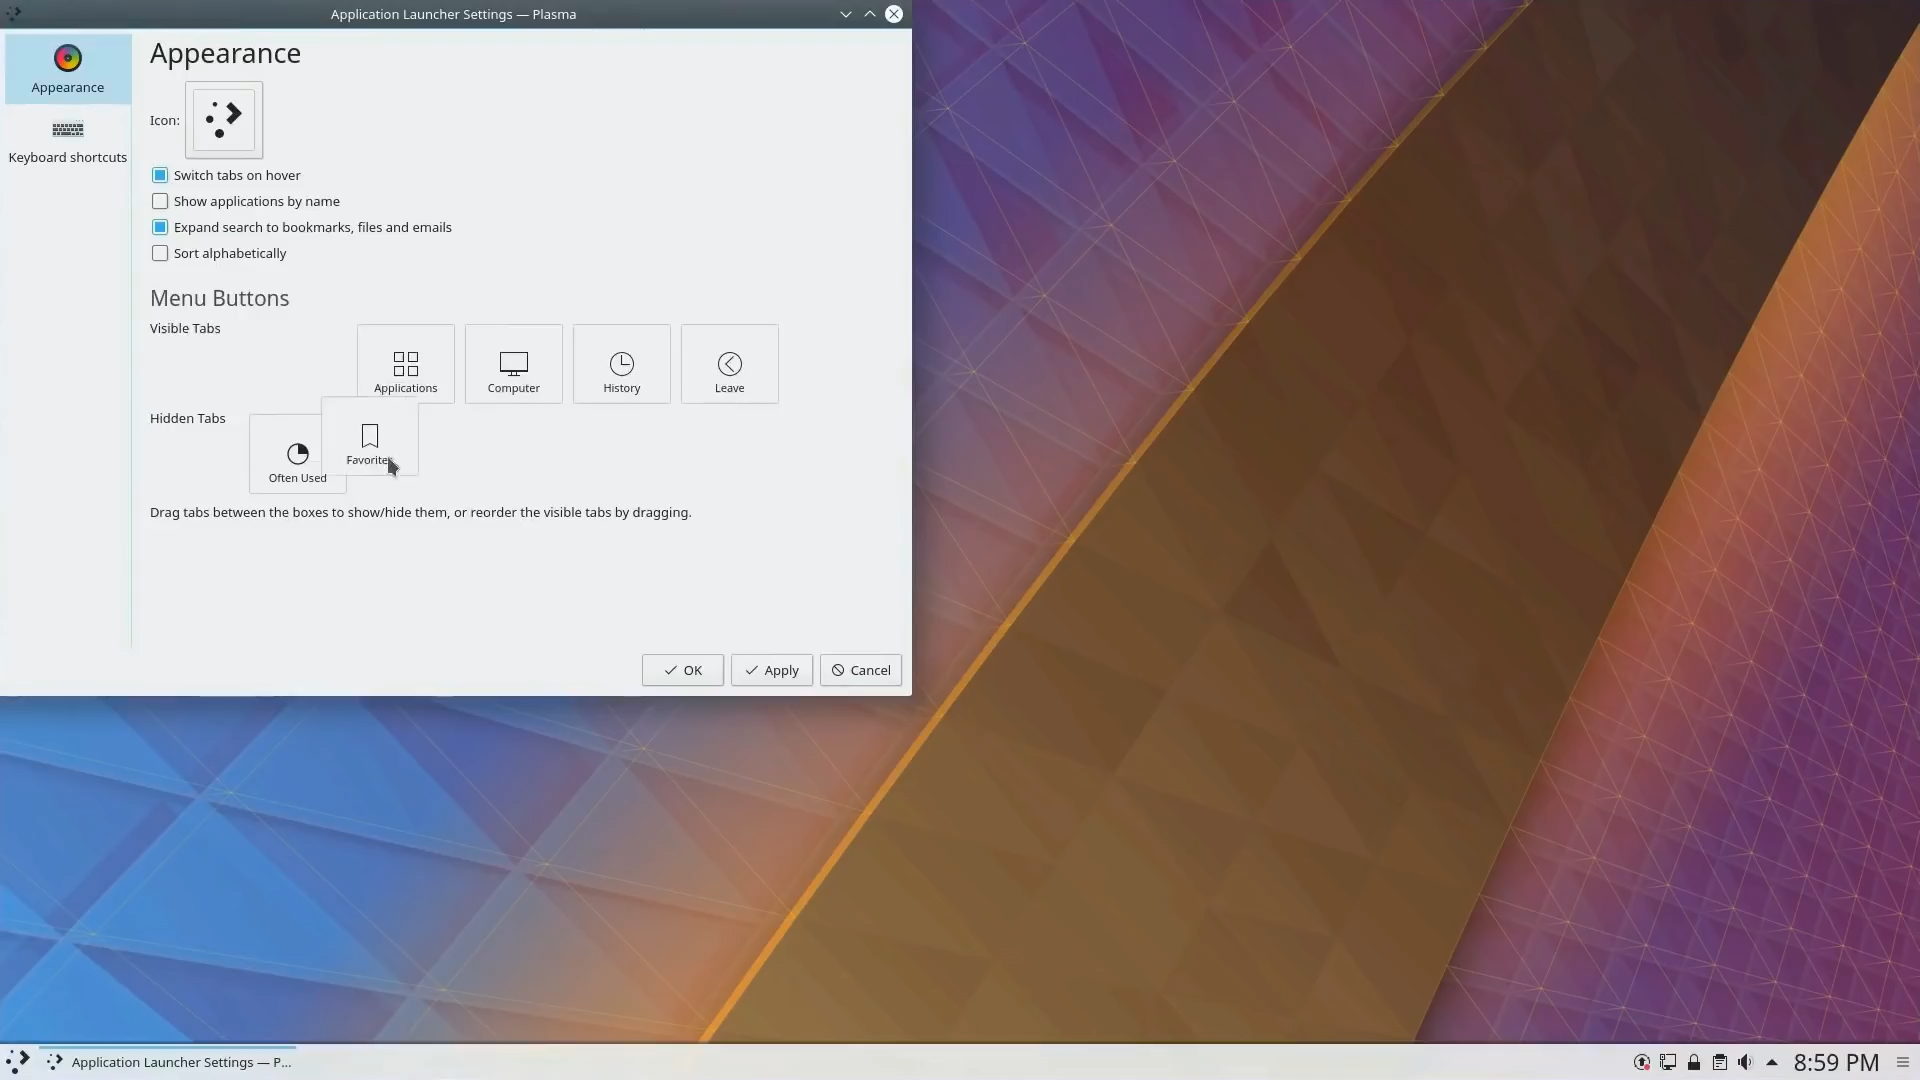 Application Launcher Settings — Plasma
Appearance
Appearance
Icon:
Keyboard shortcuts
Switch tabs on hover
Show applications by name
Expand search to bookmarks, files and emails
Sort alphabetically
Menu Buttons
Visible Tabs
Applications
Computer
History
Leave
Hidden Tabs
Often Used
Favorites
Drag tabs between the boxes to show/hide them, or reorder the visible tabs by dragging.
OK
Apply
Cancel
Application Launcher Settings — P...
8:59 PM